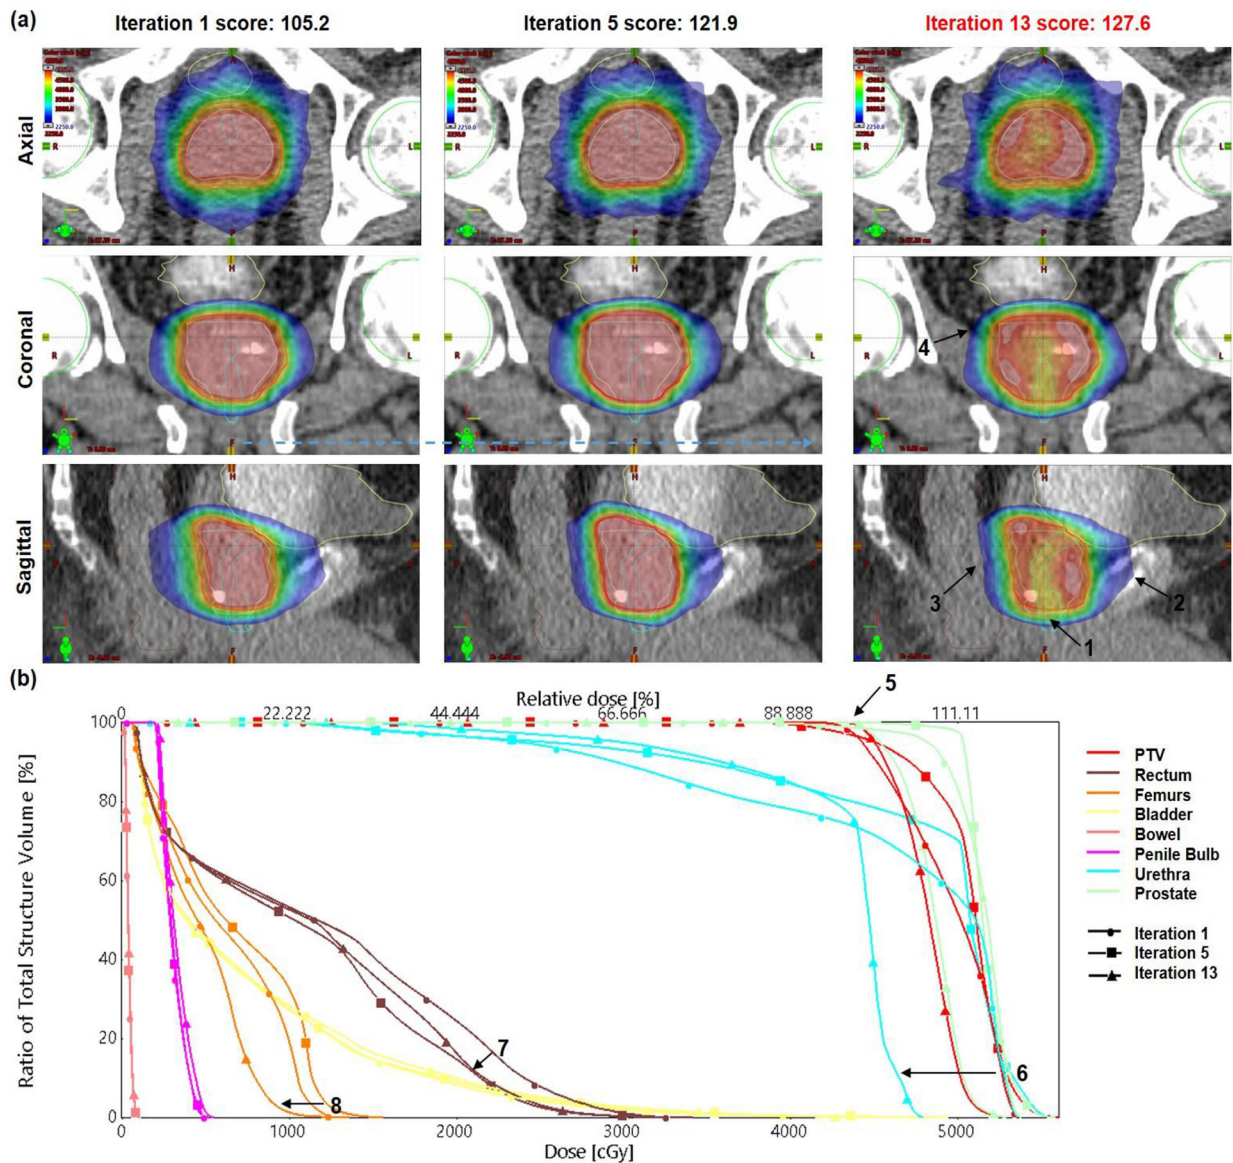 (a)
Iteration 1 score: 105.2
Iteration 5 score: 121.9
Iteration 13 score: 127.6
Axial
R
L
A
Coronal
H
R
L
F
4
Sagittal
H
F
3
2
1
(b)
Relative dose [%]
5
0
22.222
44.444
66.666
88.888
111.11
100
80
60
40
20
0
Ratio of Total Structure Volume [%]
7
6
8
PTV
Rectum
Femurs
Bladder
Bowel
Penile Bulb
Urethra
Prostate
Iteration 1
Iteration 5
Iteration 13
0
1000
2000
3000
4000
5000
Dose [cGy]